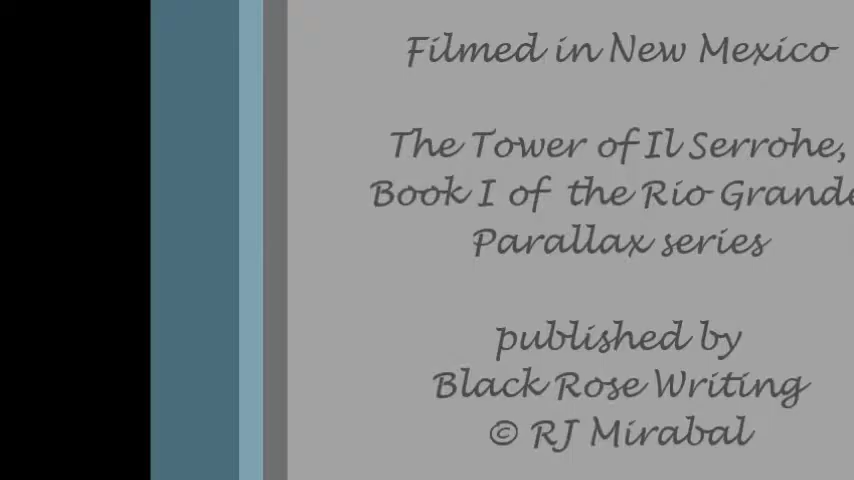 Filmed in New Mexico
The Tower of Il Serrohe,
Book I of the Rio Grande
Parallax series
published by
Black Rose Writing
© RJ Mirabal